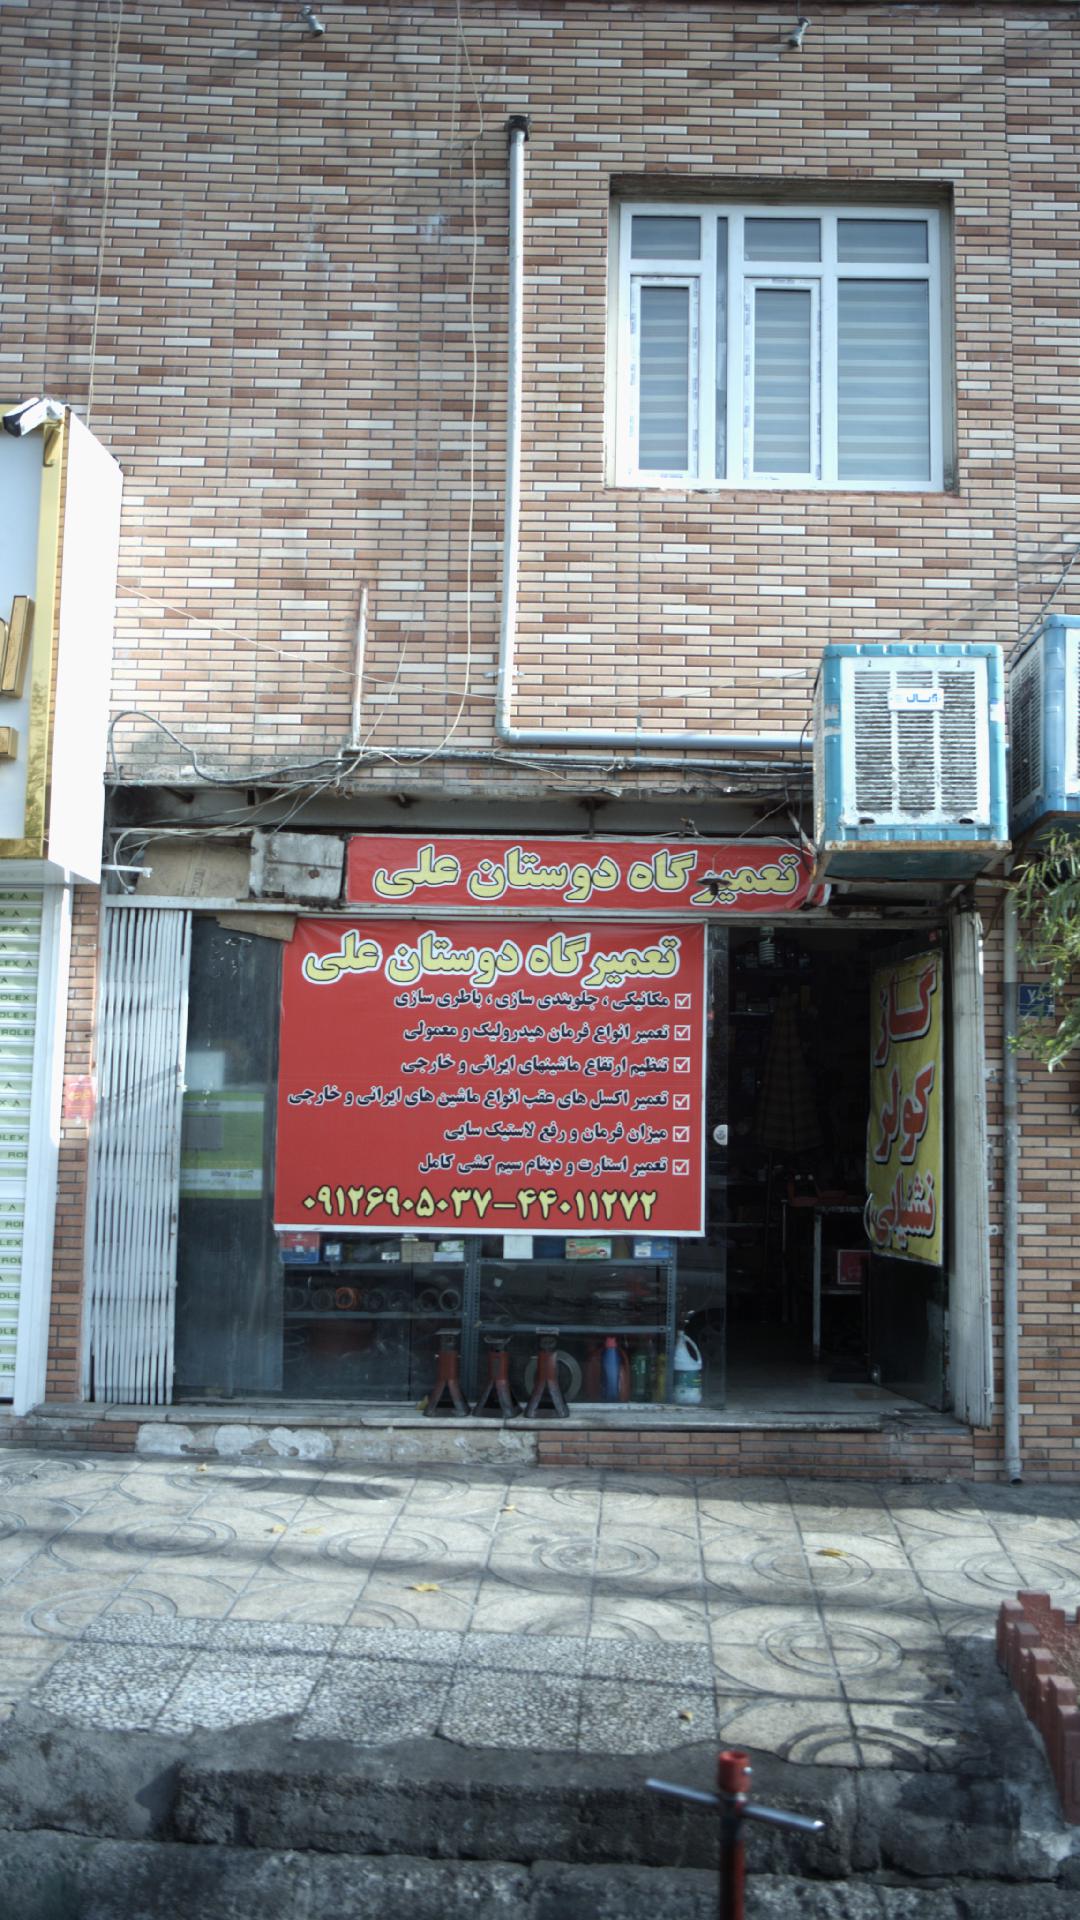 تعمیرگاه دوستان علی
تعمیرگاه دوستان علی
مکانیکی ، جلوبندی سازی ، باطری سازی
تعمیر انواع فرمان هیدرولیک و معمولی
تنظیم ارتفاع ماشینهای ایرانی و خارجی
تعمیر اکسل های عقب انواع ماشین های ایرانی و خارجی
میزان فرمان و رفع لاستیک سایی
تعمیر استارت و دینام سیم کشی کامل
۰۹۱۲۶۹۰۵۰۳۷-۴۴۰۱۱۲۷۲
گاز
کولر
آبسال
ROLEX